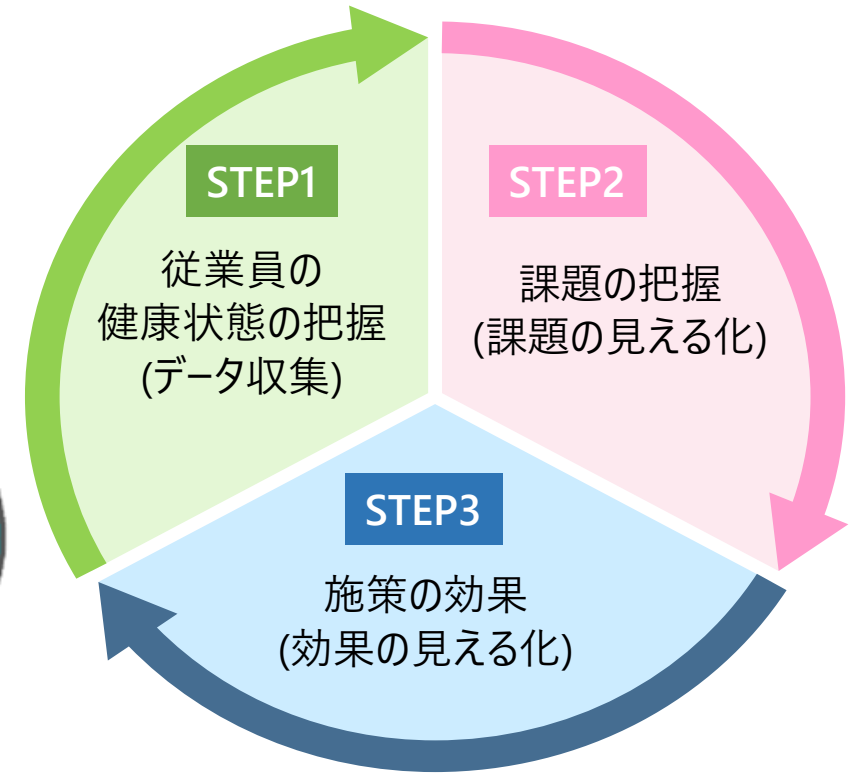 STEP1
従業員の
健康状態の把握
(データ収集)
STEP2
課題の把握
(課題の見える化)
STEP3
施策の効果
(効果の見える化)